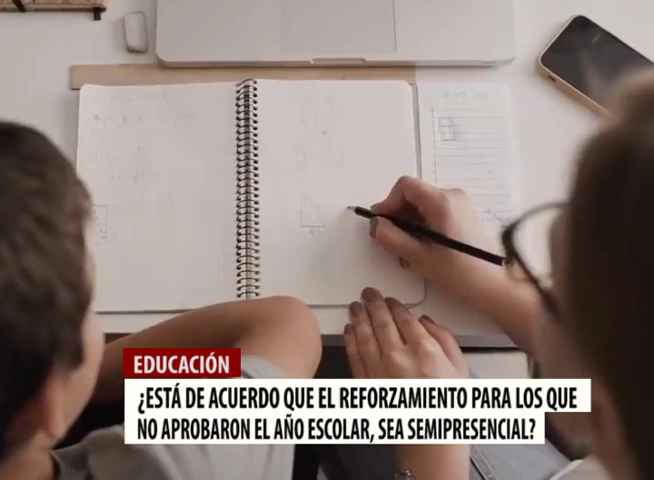 EDUCACIÓN
¿ESTÁ DE ACUERDO QUE EL REFORZAMIENTO PARA LOS QUE
NO APROBARON EL AÑO ESCOLAR, SEA SEMIPRESENCIAL?